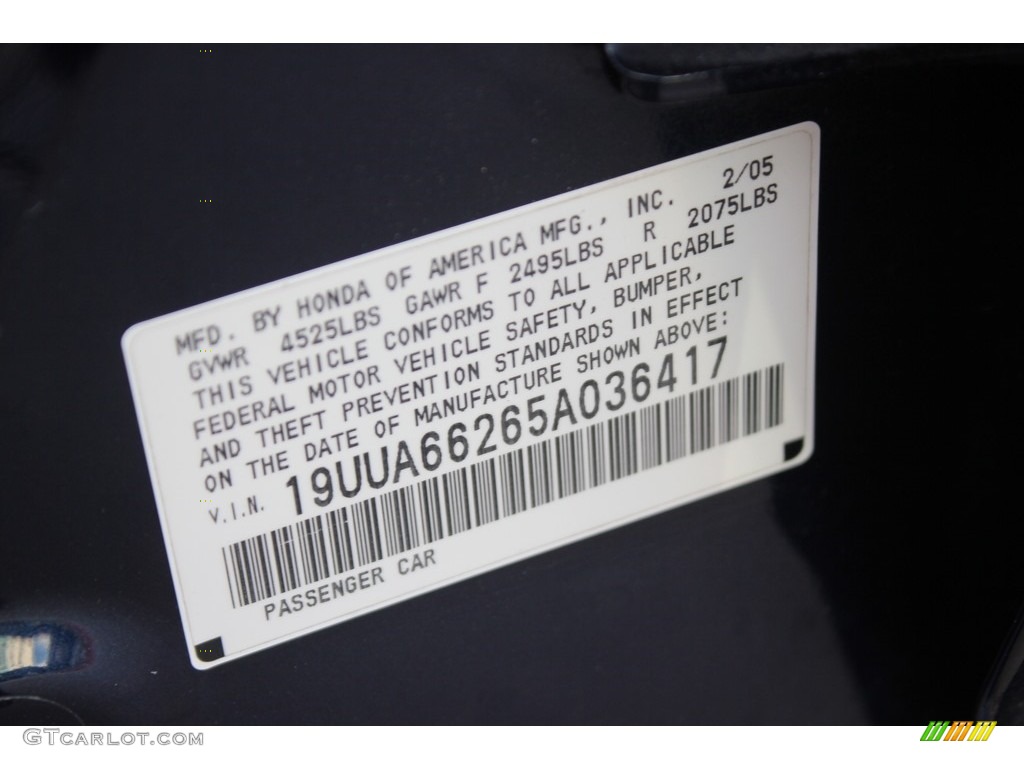 MFD. BY HONDA OF AMERICA MFG., INC. 2/05
GVWR 4525LBS GAWR F 2495LBS R 2075LBS
THIS VEHICLE CONFORMS TO ALL APPLICABLE
FEDERAL MOTOR VEHICLE SAFETY, BUMPER,
AND THEFT PREVENTION STANDARDS IN EFFECT
ON THE DATE OF MANUFACTURE SHOWN ABOVE:
V.I.N. 19UUA66265A036417
PASSENGER CAR
GTCARLOT.COM